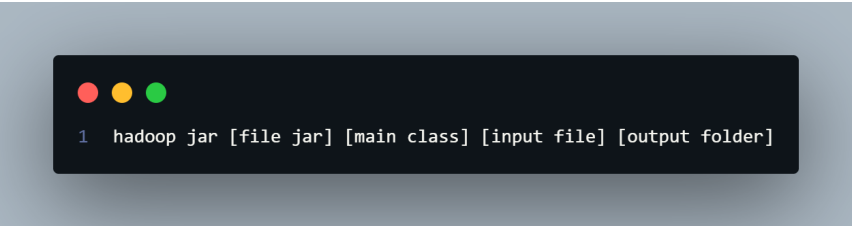 1 hadoop jar [file jar] [main class] [input file] [output folder]